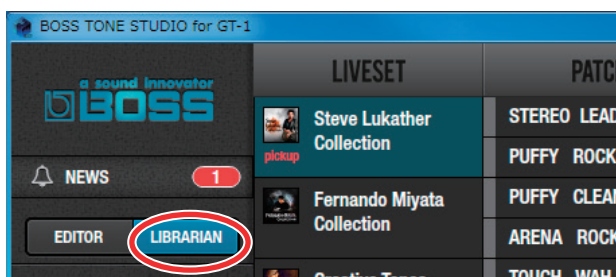 BOSS TONE STUDIO for GT-1
a sound innovator
BOSS
NEWS
1
EDITOR
LIBRARIAN
LIVESET
Steve Lukather
Collection
pickup
Fernando Miyata
Collection
STEREO LEAD
PUFFY ROCK
PUFFY CLEAN
ARENA ROCK